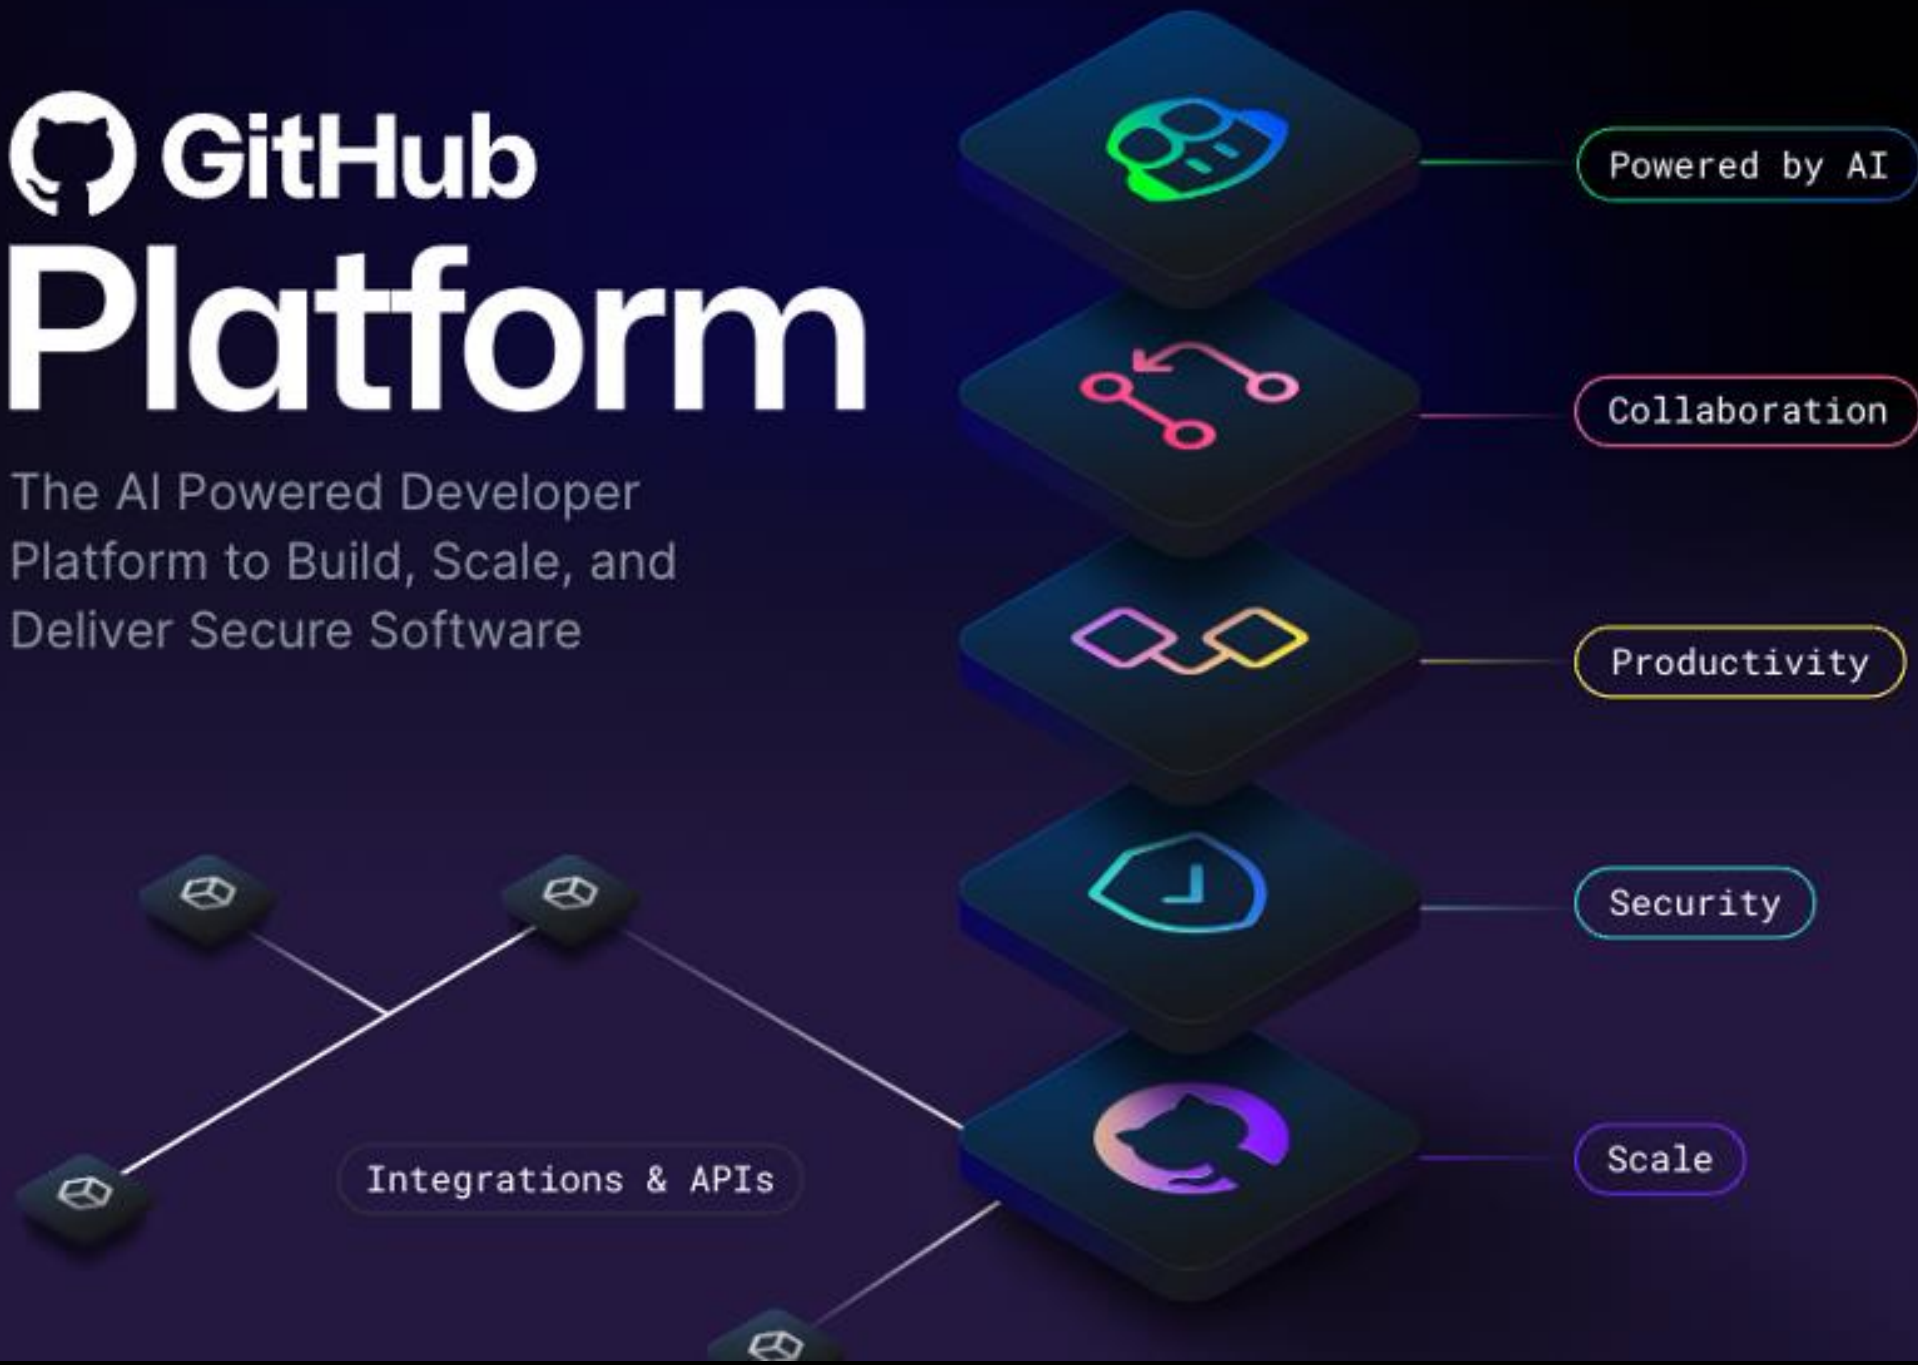 GitHub
Platform
The AI Powered Developer
Platform to Build, Scale, and
Deliver Secure Software
Powered by AI
Collaboration
Productivity
Security
Scale
Integrations & APIs